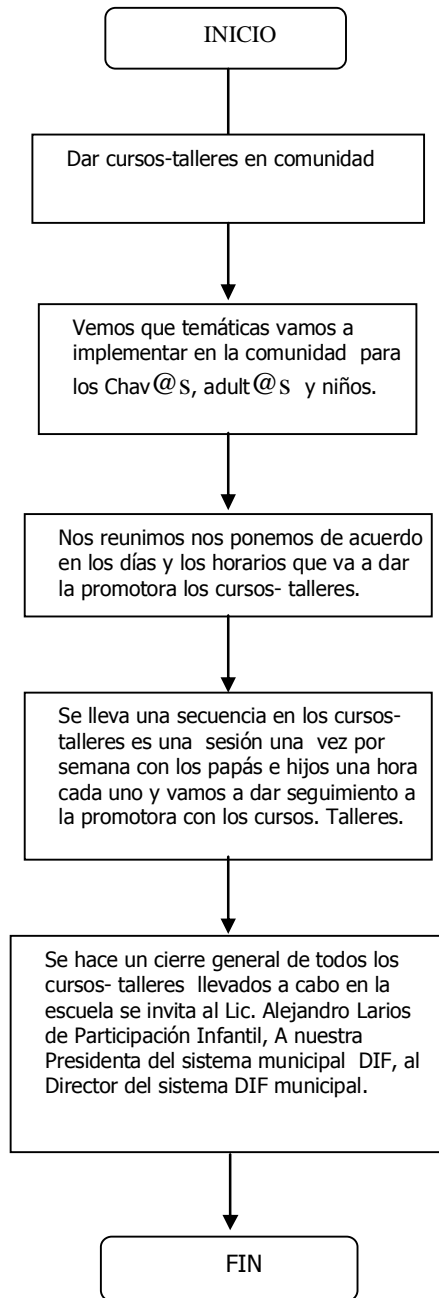 INICIO
Dar cursos-talleres en comunidad
Vemos que temáticas vamos a
implementar en la comunidad para
los Chav@s, adult@s y niños.
Nos reunimos nos ponemos de acuerdo
en los días y los horarios que va a dar
la promotora los cursos- talleres.
Se lleva una secuencia en los cursos-
talleres es una sesión una vez por
semana con los papás e hijos una hora
cada uno y vamos a dar seguimiento a
la promotora con los cursos. Talleres.
Se hace un cierre general de todos los
cursos- talleres llevados a cabo en la
escuela se invita al Lic. Alejandro Larios
de Participación Infantil, A nuestra
Presidenta del sistema municipal DIF, al
Director del sistema DIF municipal.
FIN